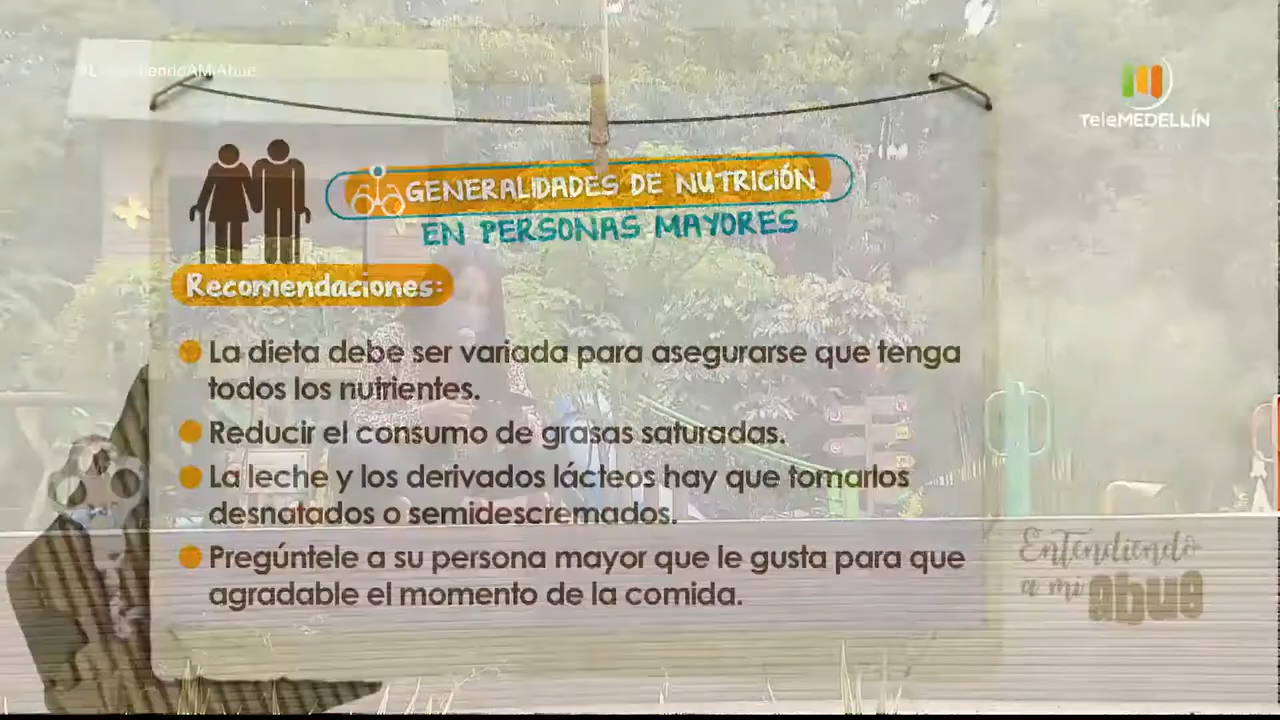 TeleMEDELLÍN
GENERALIDADES DE NUTRICIÓN
EN PERSONAS MAYORES
Recomendaciones:
La dieta debe ser variada para asegurarse que tenga
todos los nutrientes.
Reducir el consumo de grasas saturadas.
La leche y los derivados lácteos hay que tomarlos
desnatados o semidescremados.
Pregúntele a su persona mayor que le gusta para que
agradable el momento de la comida.
Entendiendo
a mi abue